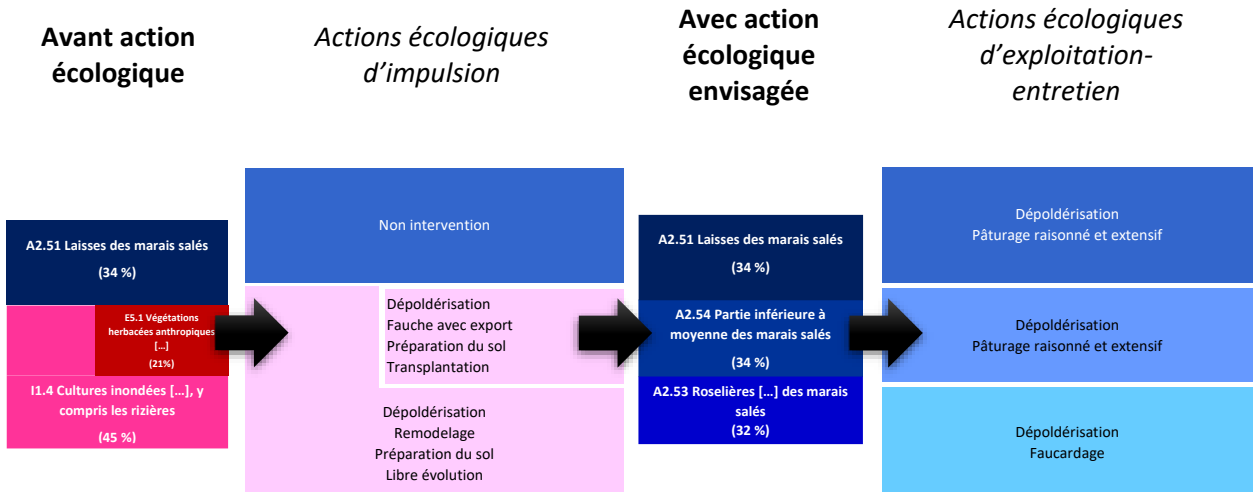 Avant action
écologique
Actions écologiques
d’impulsion
Avec action
écologique
envisagée
Actions écologiques
d’exploitation-
entretien
A2.51 Laisses des marais salés
(34 %)
E5.1 Végétations
herbacées anthropiques
[…]
(21%)
I1.4 Cultures inondées […], y
compris les rizières
(45 %)
Non intervention
Dépoldérisation
Fauche avec export
Préparation du sol
Transplantation
Dépoldérisation
Remodelage
Préparation du sol
Libre évolution
A2.51 Laisses des marais salés
(34 %)
A2.54 Partie inférieure à
moyenne des marais salés
(34 %)
A2.53 Roselières […] des marais
salés
(32 %)
Dépoldérisation
Pâturage raisonné et extensif
Dépoldérisation
Pâturage raisonné et extensif
Dépoldérisation
Faucardage